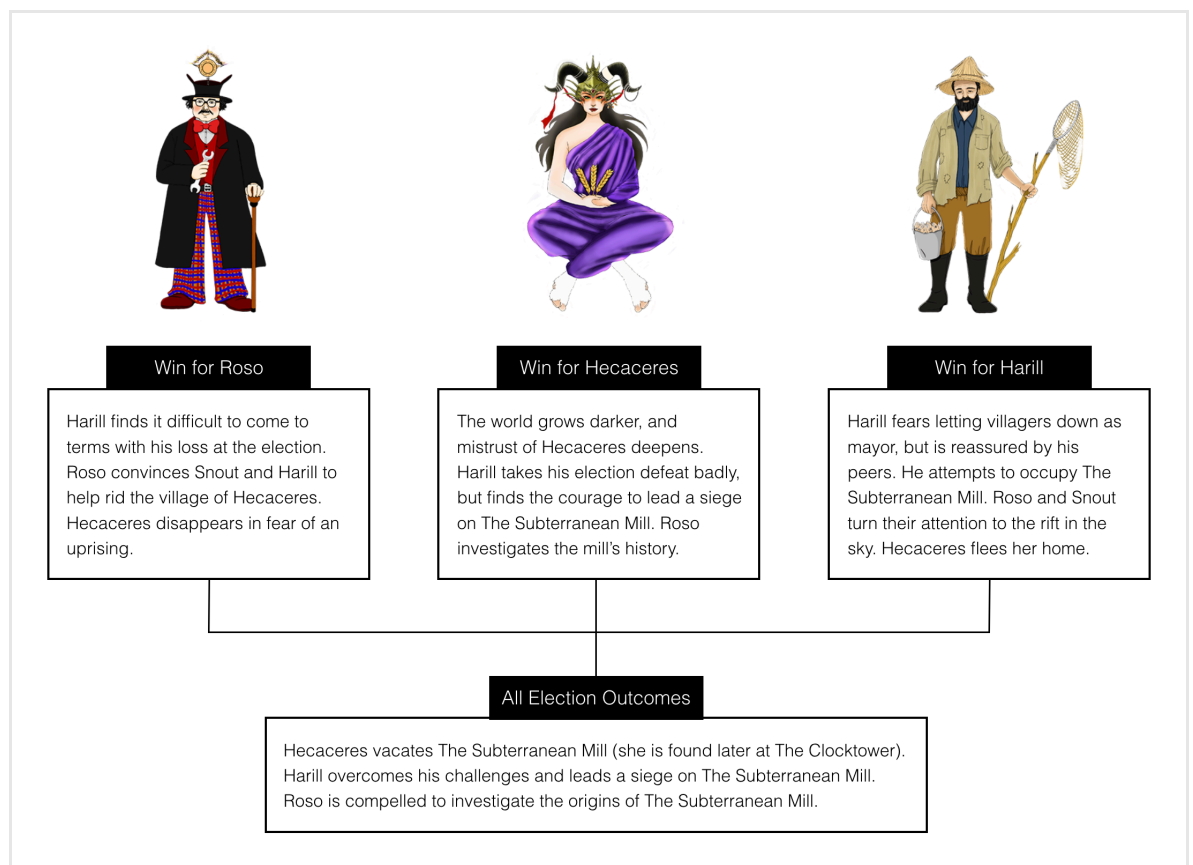 Win for Roso
Harill finds it difficult to come to
terms with his loss at the election.
Roso convinces Snout and Harill to
help rid the village of Hecaceres.
Hecaceres disappears in fear of an
uprising.
Win for Hecaceres
The world grows darker, and
mistrust of Hecaceres deepens.
Harill takes his election defeat badly,
but finds the courage to lead a siege
on The Subterranean Mill. Roso
investigates the mill’s history.
Win for Harill
Harill fears letting villagers down as
mayor, but is reassured by his
peers. He attempts to occupy The
Subterranean Mill. Roso and Snout
turn their attention to the rift in the
sky. Hecaceres flees her home.
All Election Outcomes
Hecaceres vacates The Subterranean Mill (she is found later at The Clocktower).
Harill overcomes his challenges and leads a siege on The Subterranean Mill.
Roso is compelled to investigate the origins of The Subterranean Mill.